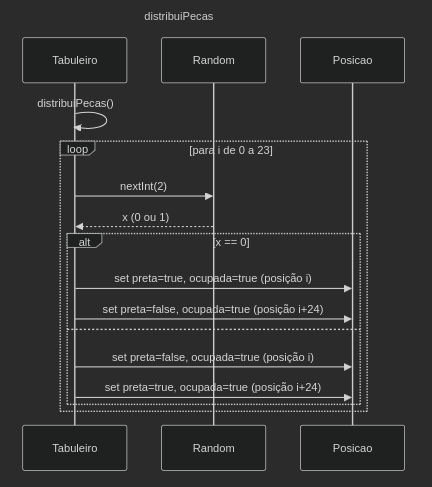 distribuiPecas
Tabuleiro
Random
Posicao
distribuiPecas()
loop
[para i de 0 a 23]
nextInt(2)
x (0 ou 1)
alt
[x == 0]
set preta=true, ocupada=true (posição i)
set preta=false, ocupada=true (posição i+24)
set preta=false, ocupada=true (posição i)
set preta=true, ocupada=true (posição i+24)
Tabuleiro
Random
Posicao